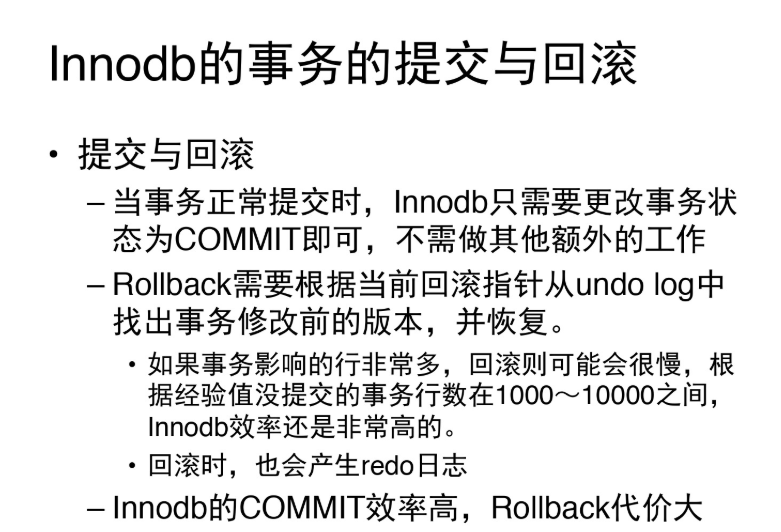 Innodb的事务的提交与回滚
• 提交与回滚
– 当事务正常提交时，Innodb只需要更改事务状
态为COMMIT即可，不需做其他额外的工作
– Rollback需要根据当前回滚指针从undo log中
找出事务修改前的版本，并恢复。
• 如果事务影响的行非常多，回滚则可能会很慢，根
据经验值没提交的事务行数在1000～10000之间，
Innodb效率还是非常高的。
• 回滚时，也会产生redo日志
– Innodb的COMMIT效率高，Rollback代价大